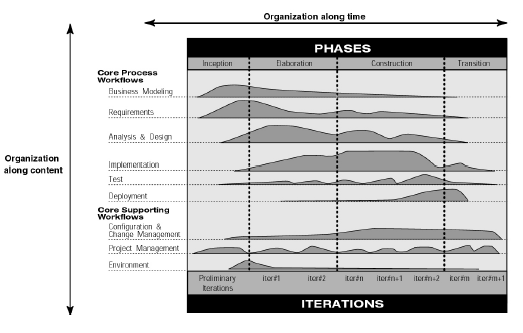 Organization along time
PHASES
Inception Elaboration Construction Transition
Core Process
Workflows
Business Modeling
Requirements
Analysis & Design
Implementation
Test
Deployment
Organization
along content
Core Supporting
Workflows
Configuration &
Change Management
Project Management
Environment
Preliminary
Iterations
iter#1 iter#2 iter#n iter#n+1 iter#n+2 iter#m iter#m+1
ITERATIONS